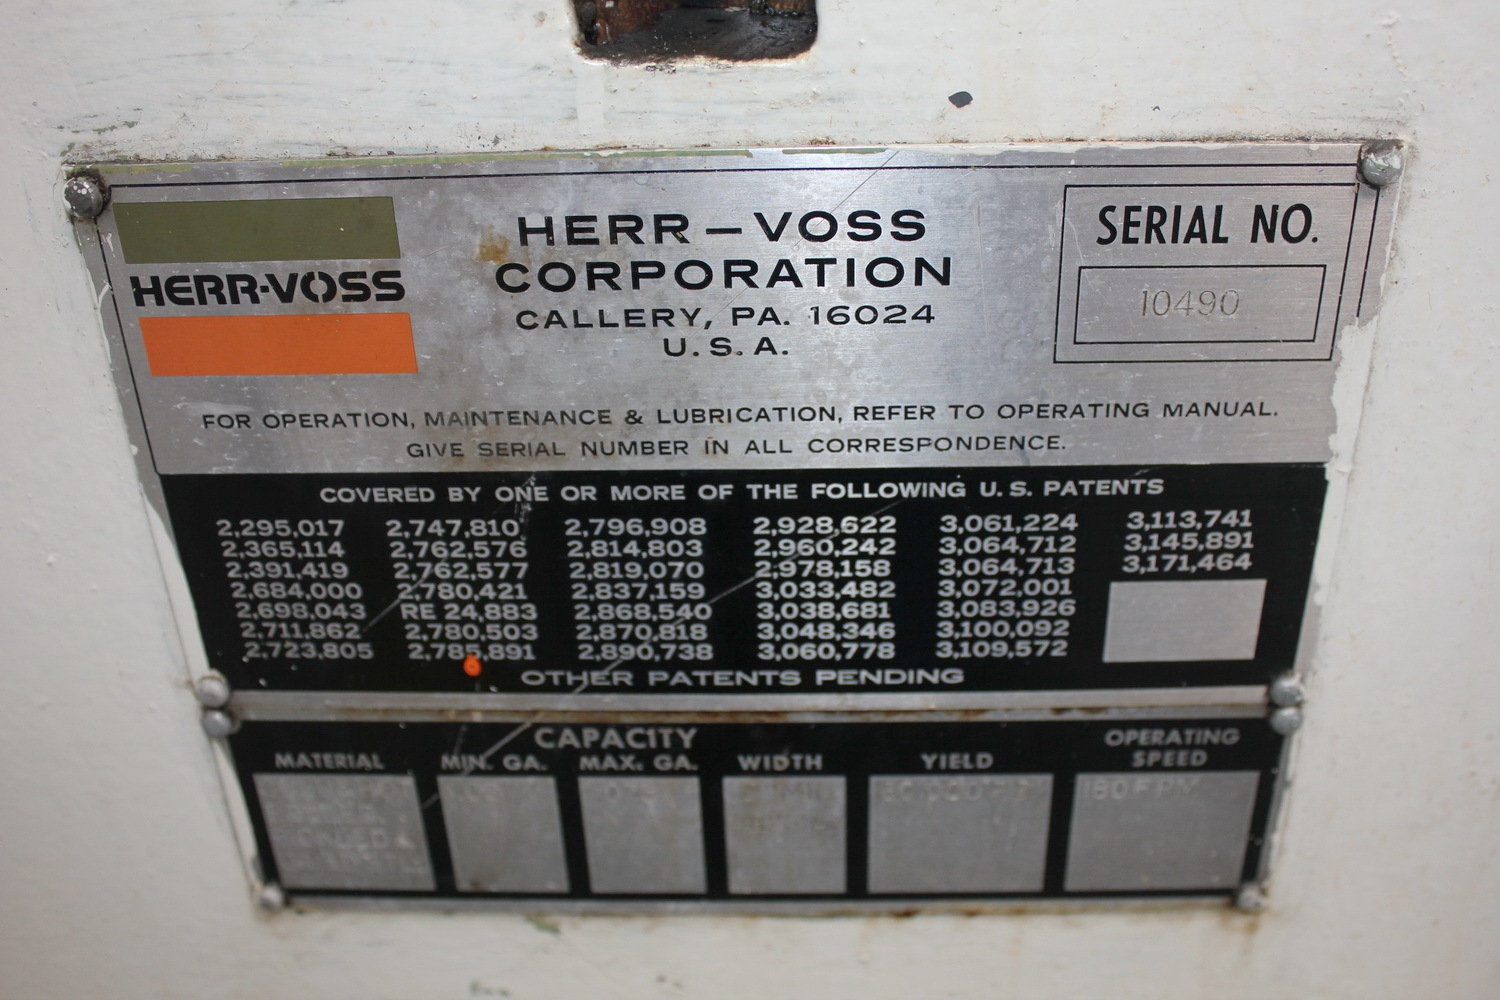 HERR-VOSS
HERR-VOSS
CORPORATION
CALLERY, PA. 16024
U.S.A.
SERIAL NO.
10490
FOR OPERATION, MAINTENANCE & LUBRICATION, REFER TO OPERATING MANUAL.
GIVE SERIAL NUMBER IN ALL CORRESPONDENCE.
COVERED BY ONE OR MORE OF THE FOLLOWING U.S. PATENTS
2,295,017 2,747,810 2,796,908 2,928,622 3,061,224 3,113,741
2,365,114 2,762,576 2,814,803 2,960,242 3,064,712 3,145,891
2,391,419 2,762,577 2,819,070 2,978,158 3,064,713 3,171,464
2,684,000 2,780,421 2,837,159 3,033,482 3,072,001
2,698,043 RE 24,883 2,868,540 3,038,681 3,083,926
2,711,862 2,780,503 2,870,818 3,048,346 3,100,092
2,723,805 2,785,891 2,890,738 3,060,778 3,109,572
OTHER PATENTS PENDING
CAPACITY
MATERIAL MIN. GA. MAX. GA. WIDTH YIELD OPERATING SPEED
180 FPM